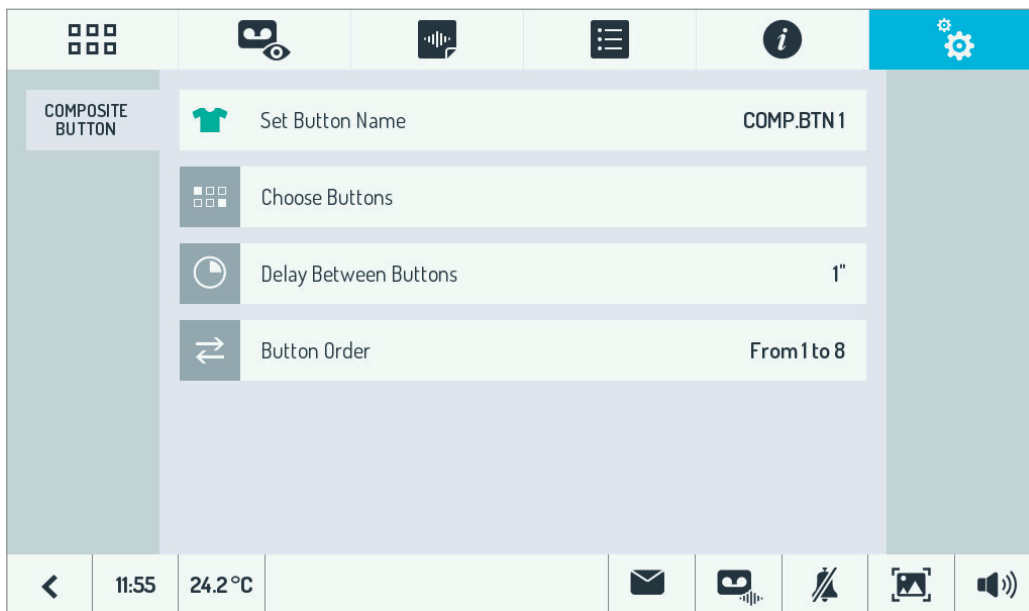 i
COMPOSITE
BUTTON
Set Button Name
COMP.BTN 1
Choose Buttons
Delay Between Buttons
1"
Button Order
From 1 to 8
11:55
24.2 °C